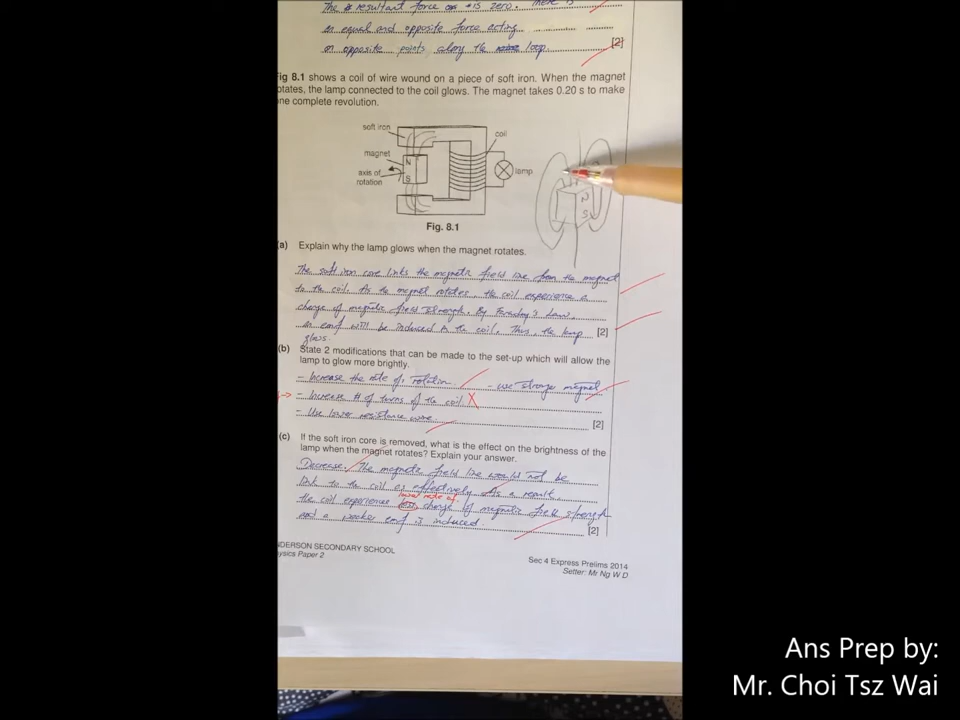 The resultant force is zero. There is
an equal and opposite force acting
on opposite points along the loop. [2]
ig 8.1 shows a coil of wire wound on a piece of soft iron. When the magnet
otates, the lamp connected to the coil glows. The magnet takes 0.20 s to make
ne complete revolution.
soft iron
coil
magnet
N
lamp
axis of
rotation
S
N
S
Fig. 8.1
a) Explain why the lamp glows when the magnet rotates.
The soft iron core links the magnetic field line from the magnet
to the coil. As the magnet rotates, the coil experience a
change of magnetic field strength. By Faraday's Law,
an emf will be induced in the coil. Thus, the lamp [2]
glows.
(b) State 2 modifications that can be made to the set-up which will allow the
lamp to glow more brightly.
- Increase the rate of rotation. - use stronger magnet
- Increase # of turns of the coil. X
- Use lower resistance wire. [2]
(c) If the soft iron core is removed, what is the effect on the brightness of the
lamp when the magnet rotates? Explain your answer.
Decrease. The magnetic field line would not be
link to the coil as effectively. As a result,
lower rate of
the coil experience change of magnetic field strength
and a weaker emf is induced. [2]
NDERSON SECONDARY SCHOOL
ysics Paper 2
Sec 4 Express Prelims 2014
Setter: Mr Ng W D
Ans Prep by:
Mr. Choi Tsz Wai